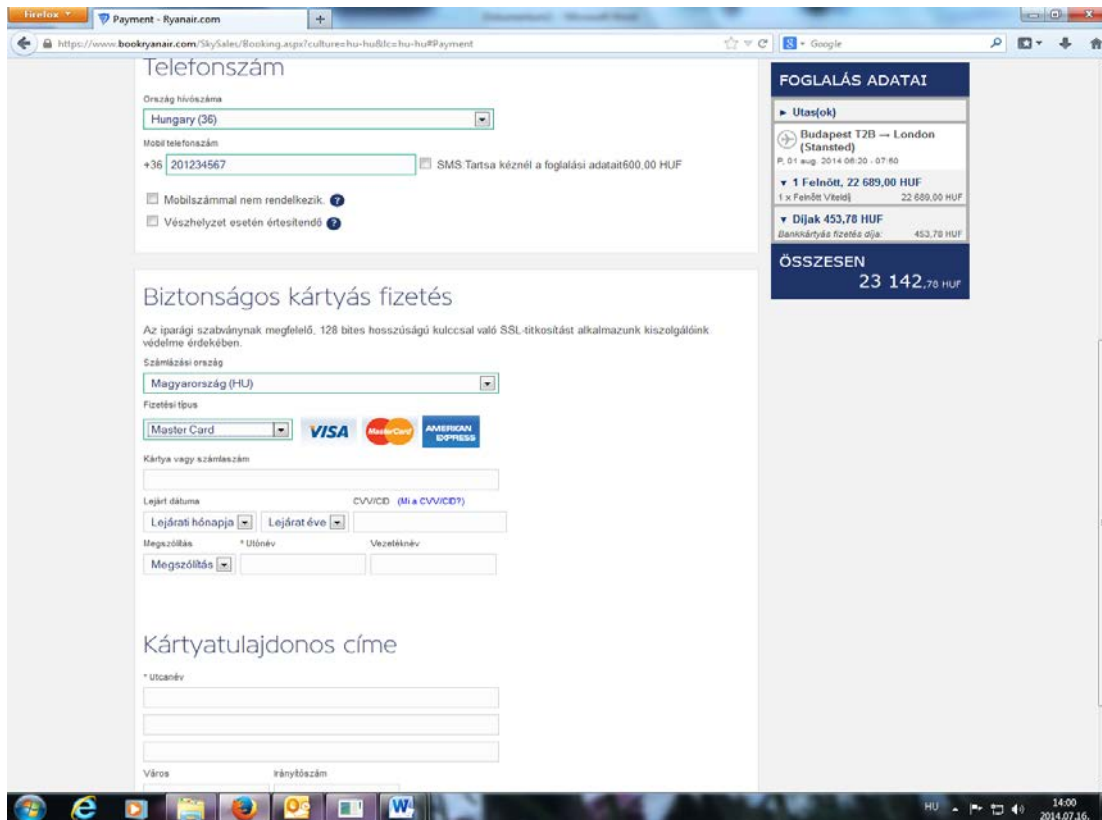 Firefox
Payment - Ryanair.com
https://www.bookryanair.com/SkySales/Booking.aspx?culture=hu-hu&lc=hu-hu#Payment
Google
Telefonszám
Ország hívószáma
Hungary (36)
Mobil telefonszám
+36 201234567
SMS:Tartsa kéznél a foglalási adatait600,00 HUF
Mobilszámmal nem rendelkezik. ?
Vészhelyzet esetén értesítendő ?
Biztonságos kártyás fizetés
Az iparági szabványnak megfelelő, 128 bites hosszúságú kulccsal való SSL-titkosítást alkalmazunk kiszolgálóink
védelme érdekében.
Számlázási ország
Magyarország (HU)
Fizetési típus
Master Card
VISA
MasterCard
AMERICAN
EXPRESS
Kártya vagy számlaszám
Lejárt dátuma
CVV/CID (Mi a CVV/CID?)
Lejárati hónapja
Lejárat éve
Megszólítás
* Utónév
Vezetéknév
Megszólítás
Kártyatulajdonos címe
* Utcanév
Város
Irányítószám
FOGLALÁS ADATAI
► Utas(ok)
Budapest T2B → London
(Stansted)
P, 01 aug. 2014 06:20 - 07:50
▼ 1 Felnőtt, 22 689,00 HUF
1 x Felnőtt Viteldíj 22 689,00 HUF
▼ Díjak 453,78 HUF
Bankkártyás fizetés díja: 453,78 HUF
ÖSSZESEN
23 142,78 HUF
HU
14:00
2014.07.16.